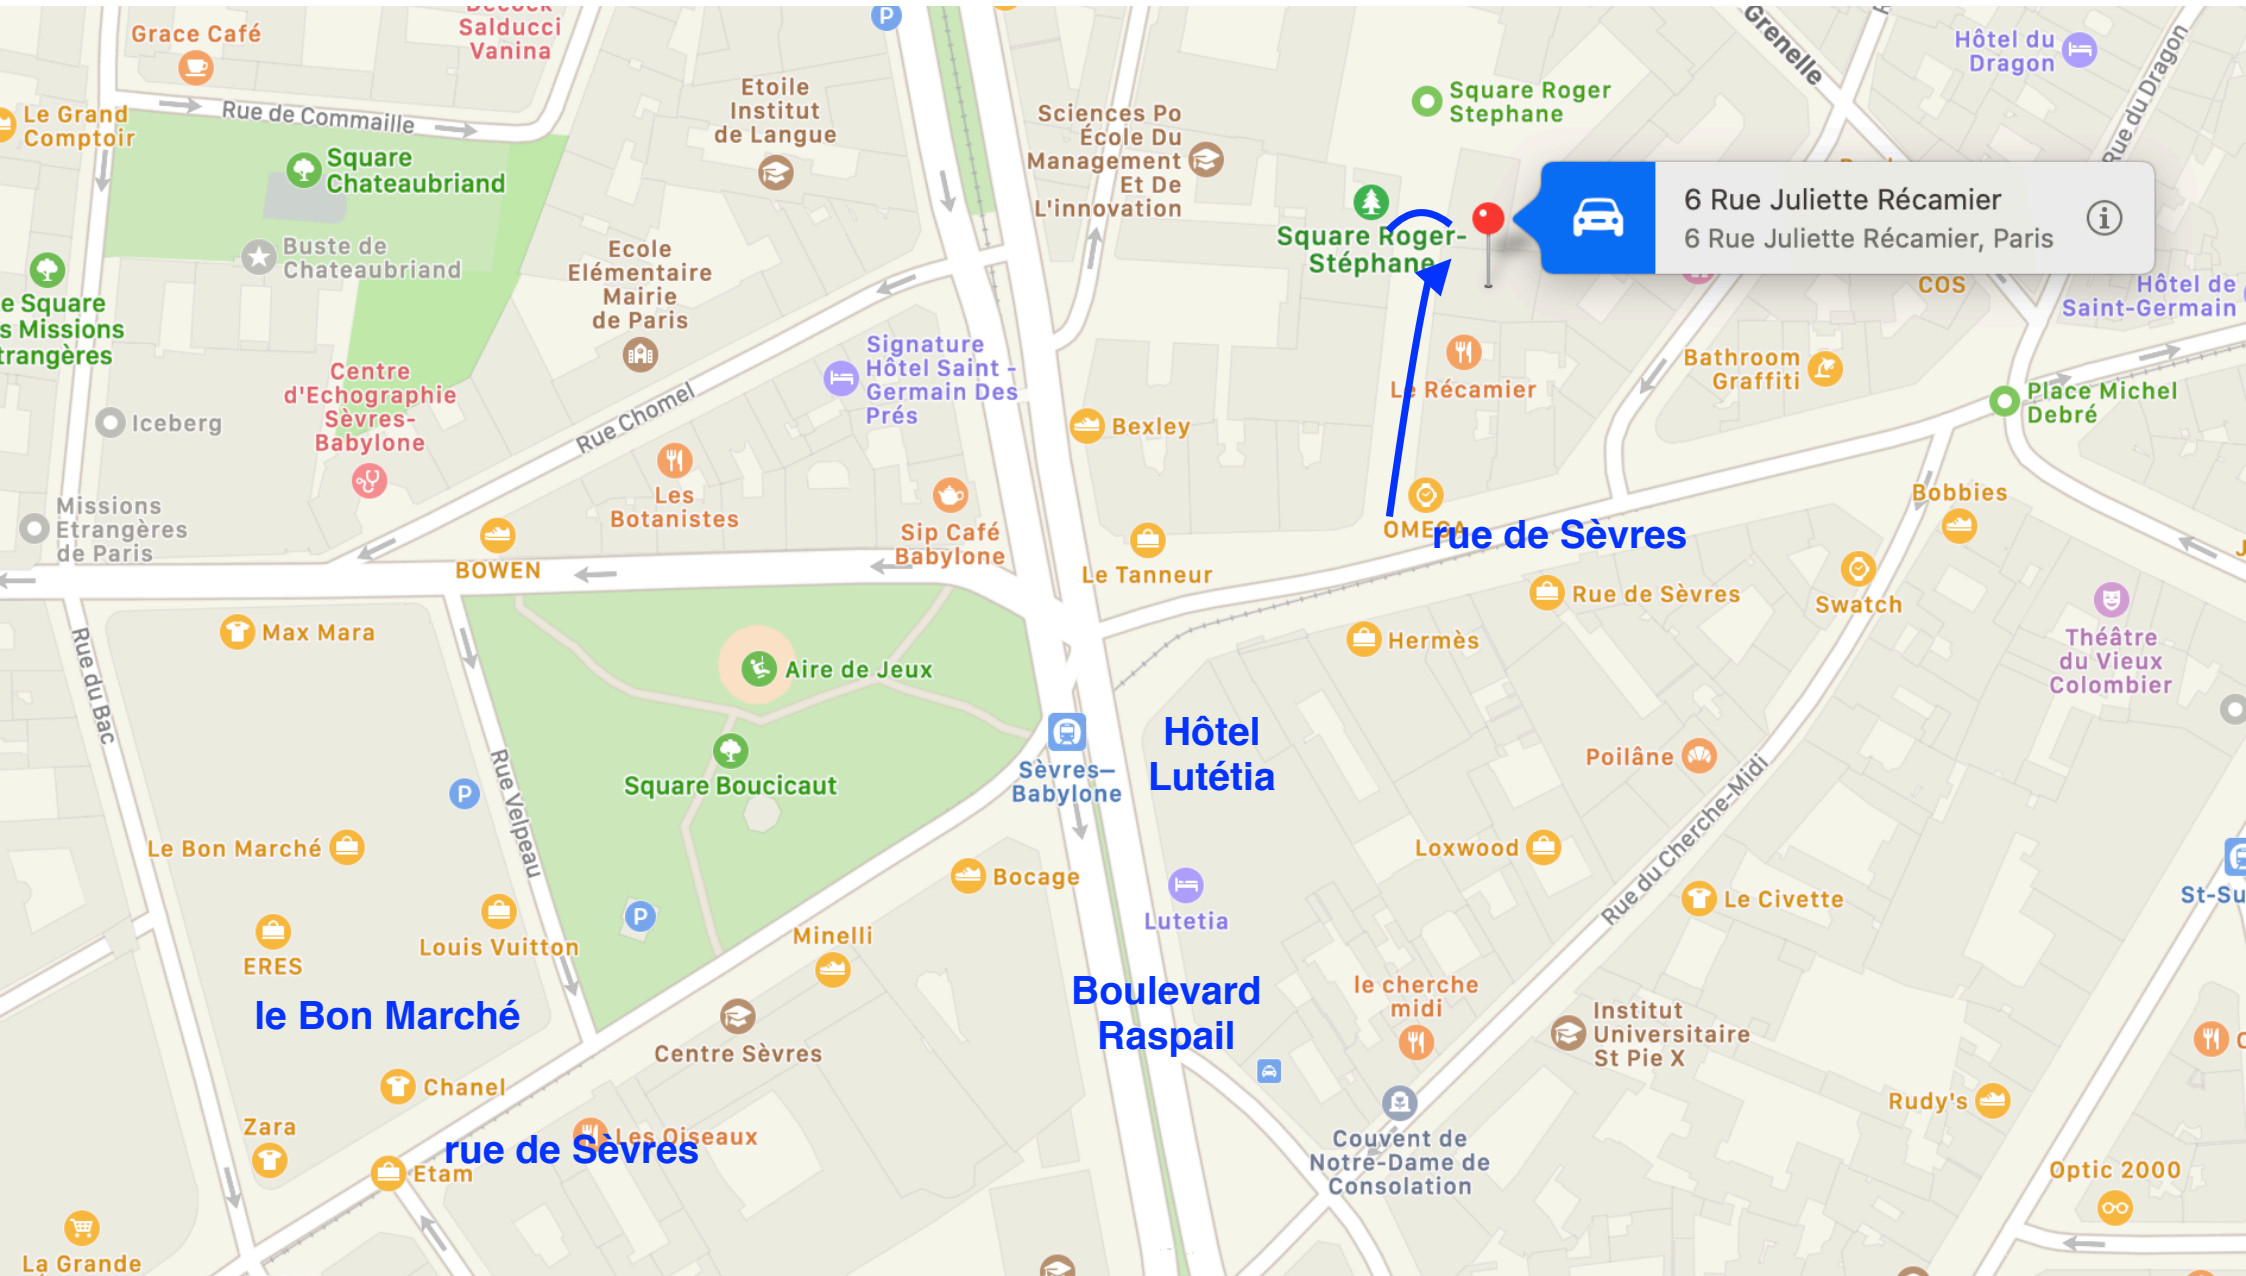 Decock
Salducci
Vanina
Grace Café
Rue de Commaille
Le Grand
Comptoir
Square
Chateaubriand
Buste de
Chateaubriand
e Square
s Missions
trangères
Iceberg
Missions
Etrangères
de Paris
Centre
d'Echographie
Sèvres-
Babylone
Etoile
Institut
de Langue
P
Ecole
Elémentaire
Mairie
de Paris
Rue Chomel
Signature
Hôtel Saint -
Germain Des
Prés
Les
Botanistes
Sip Café
Babylone
BOWEN
Sciences Po
École Du
Management
Et De
L'innovation
Bexley
Le Tanneur
Square Roger
Stephane
Square Roger-
Stéphane
6 Rue Juliette Récamier
6 Rue Juliette Récamier, Paris
Grenelle
Hôtel du
Dragon
Rue du Dragon
COS
Hôtel de
Saint-Germain
Le Récamier
Bathroom
Graffiti
Place Michel
Debré
OMEGA
rue de Sèvres
Bobbies
Rue de Sèvres
Swatch
Hermès
Théâtre
du Vieux
Colombier
Max Mara
Rue du Bac
Rue Velpeau
Aire de Jeux
Square Boucicaut
P
P
Sèvres–
Babylone
Hôtel
Lutétia
Poilâne
Loxwood
Rue du Cherche-Midi
Le Civette
St-Su
Le Bon Marché
Louis Vuitton
ERES
le Bon Marché
Bocage
Minelli
Lutetia
Centre Sèvres
Boulevard
Raspail
le cherche
midi
Institut
Universitaire
St Pie X
Chanel
Zara
Les Oiseaux
rue de Sèvres
Etam
Couvent de
Notre-Dame de
Consolation
Rudy's
Optic 2000
La Grande